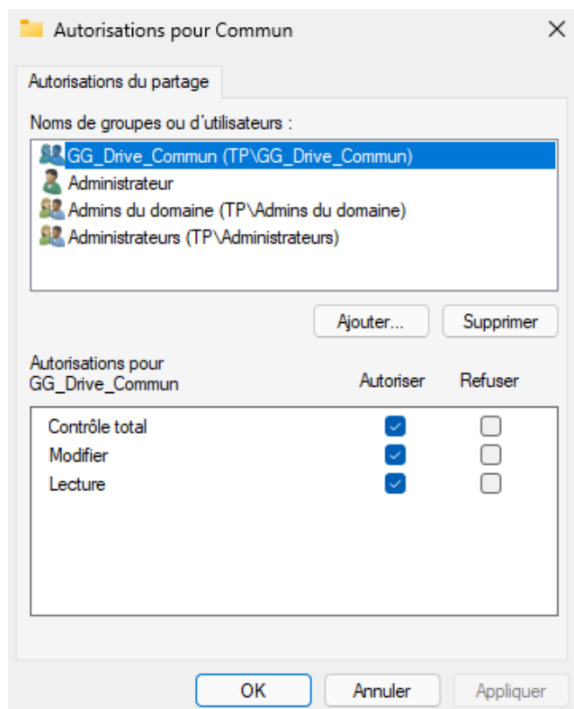 Autorisations pour Commun
Autorisations du partage
Noms de groupes ou d'utilisateurs :
GG_Drive_Commun (TP\GG_Drive_Commun)
Administrateur
Admins du domaine (TP\Admins du domaine)
Administrateurs (TP\Administrateurs)
Ajouter... Supprimer
Autorisations pour
GG_Drive_Commun Autoriser Refuser
Contrôle total
Modifier
Lecture
OK Annuler Appliquer